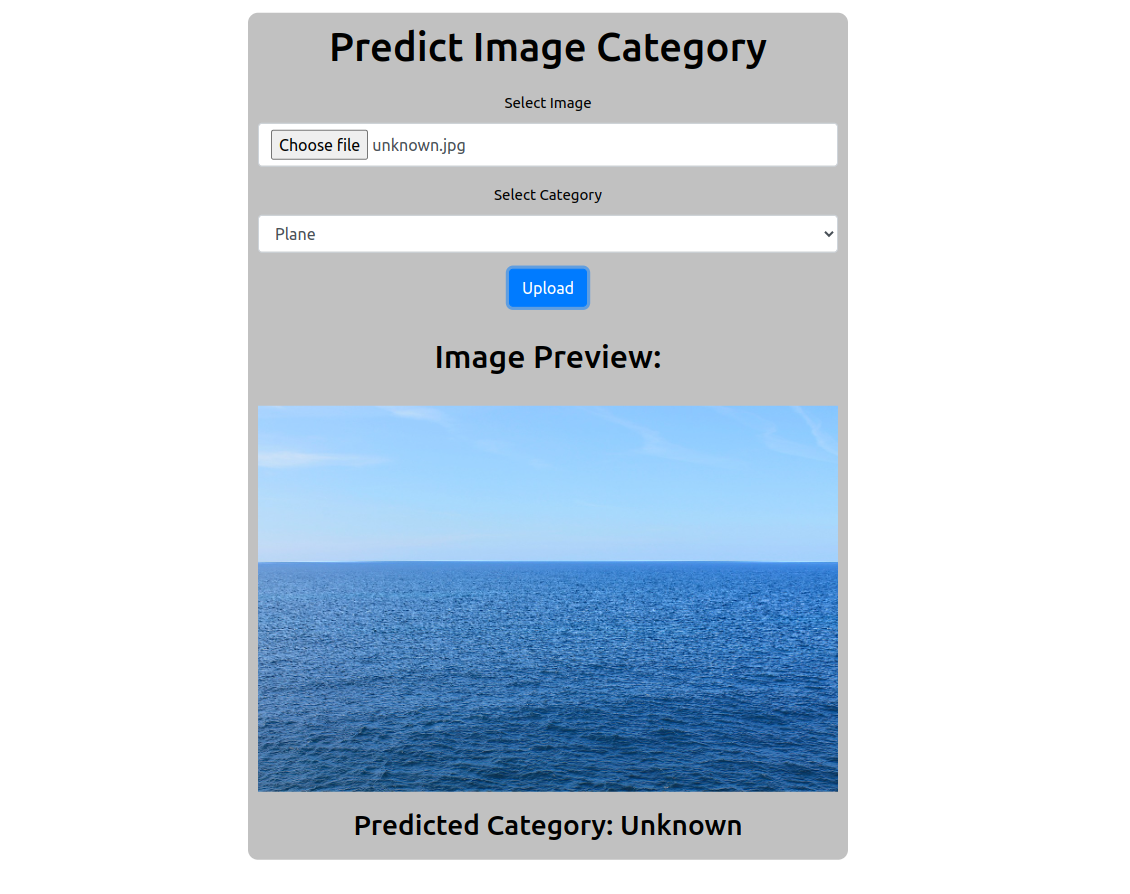 Predict Image Category
Select Image
Choose file unknown.jpg
Select Category
Plane
Upload
Image Preview:
Predicted Category: Unknown